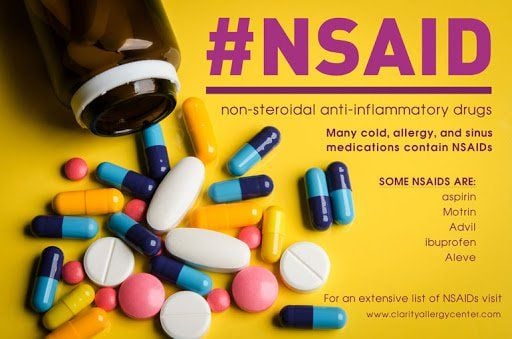 #NSAID
non-steroidal anti-inflammatory drugs
Many cold, allergy, and sinus
medications contain NSAIDs
SOME NSAIDS ARE:
aspirin
Motrin
Advil
ibuprofen
Aleve
For an extensive list of NSAIDs visit
www.clarityallergycenter.com